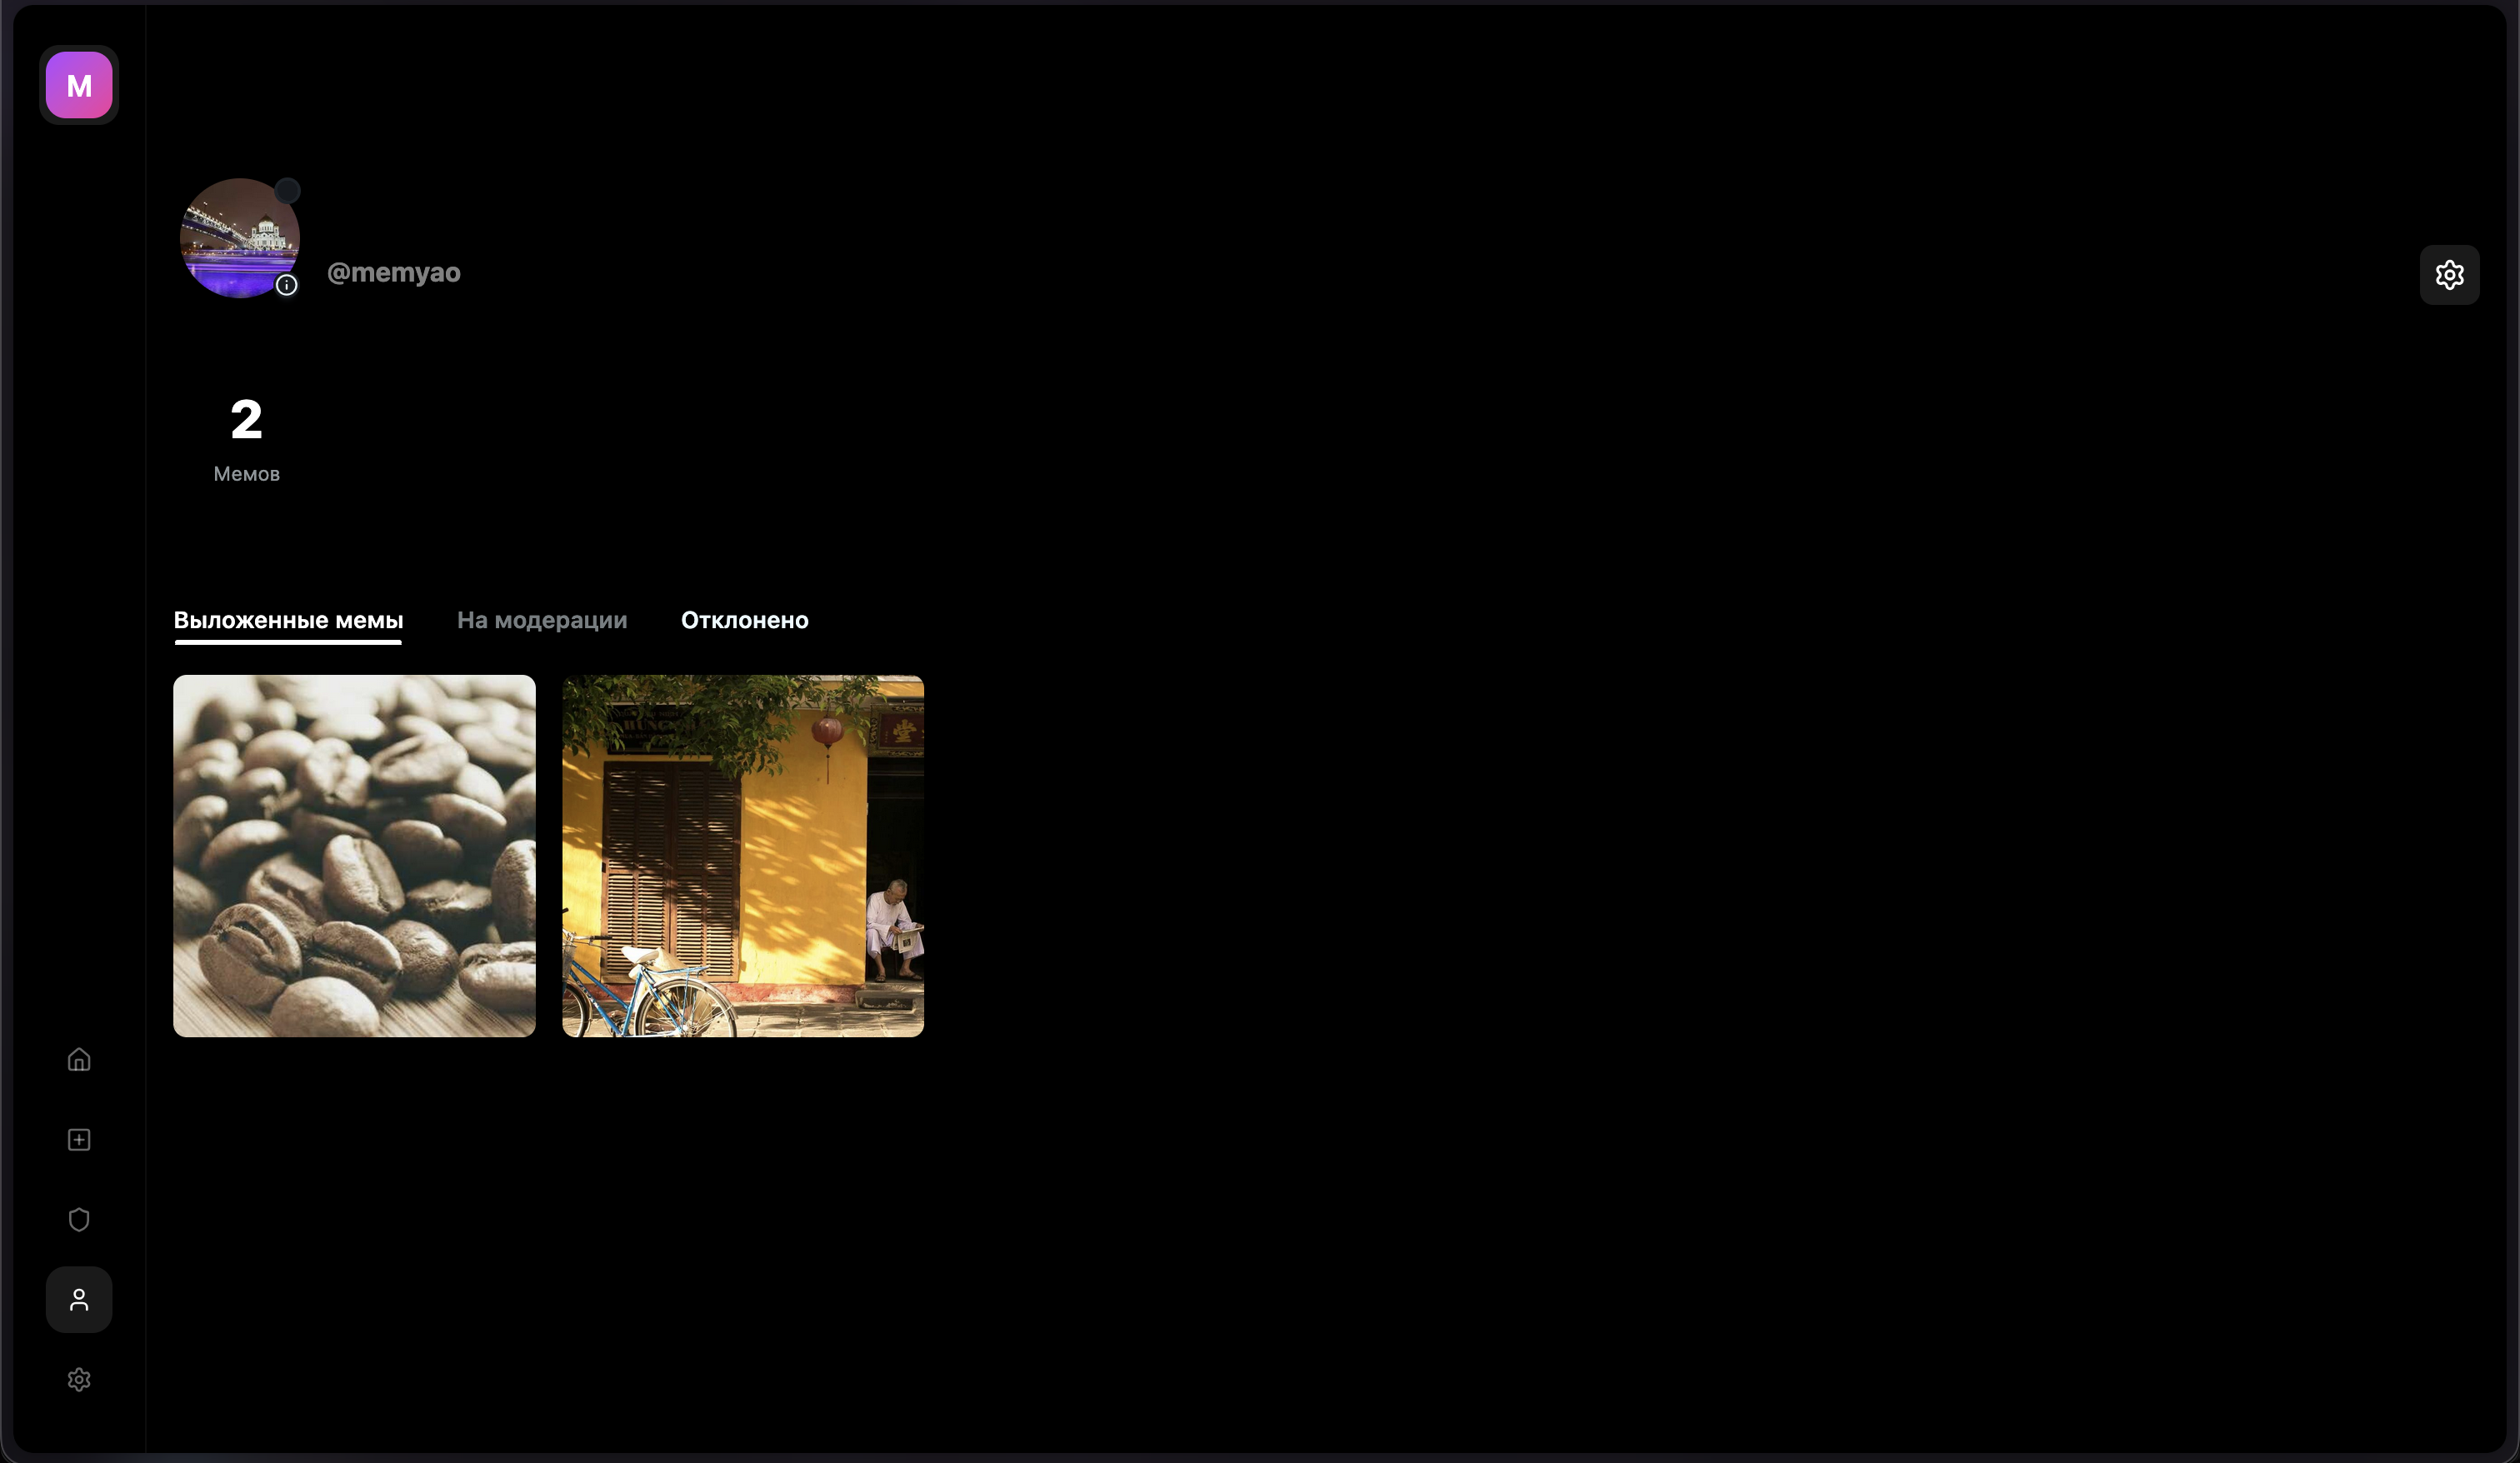 M
@memyao
2
Мемов
Выложенные мемы
На модерации
Отклонено